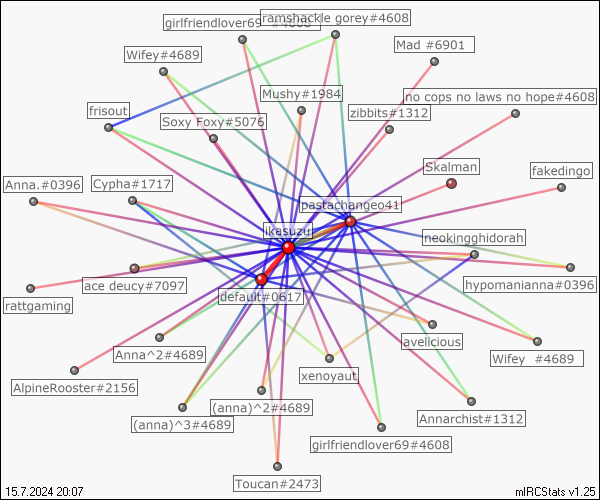 ramshackle gorey#4608
girlfriendlover69
Mad #6901
Wifey#4689
Mushy#1984
no cops no laws no hope#4608
frisout
zibbits#1312
Soxy Foxy#5076
Skalman
fakedingo
Anna.#0396
Cypha#1717
pastachangeo41
ikasuzu
neokingghidorah
ace deucy#7097
hypomanianna#0396
default#0617
rattgaming
avelicious
Anna^2#4689
Wifey #4689
xenoyaut
AlpineRooster#2156
(anna)^2#4689
Annarchist#1312
(anna)^3#4689
girlfriendlover69#4608
Toucan#2473
15.7.2024 20:07
mIRCStats v1.25